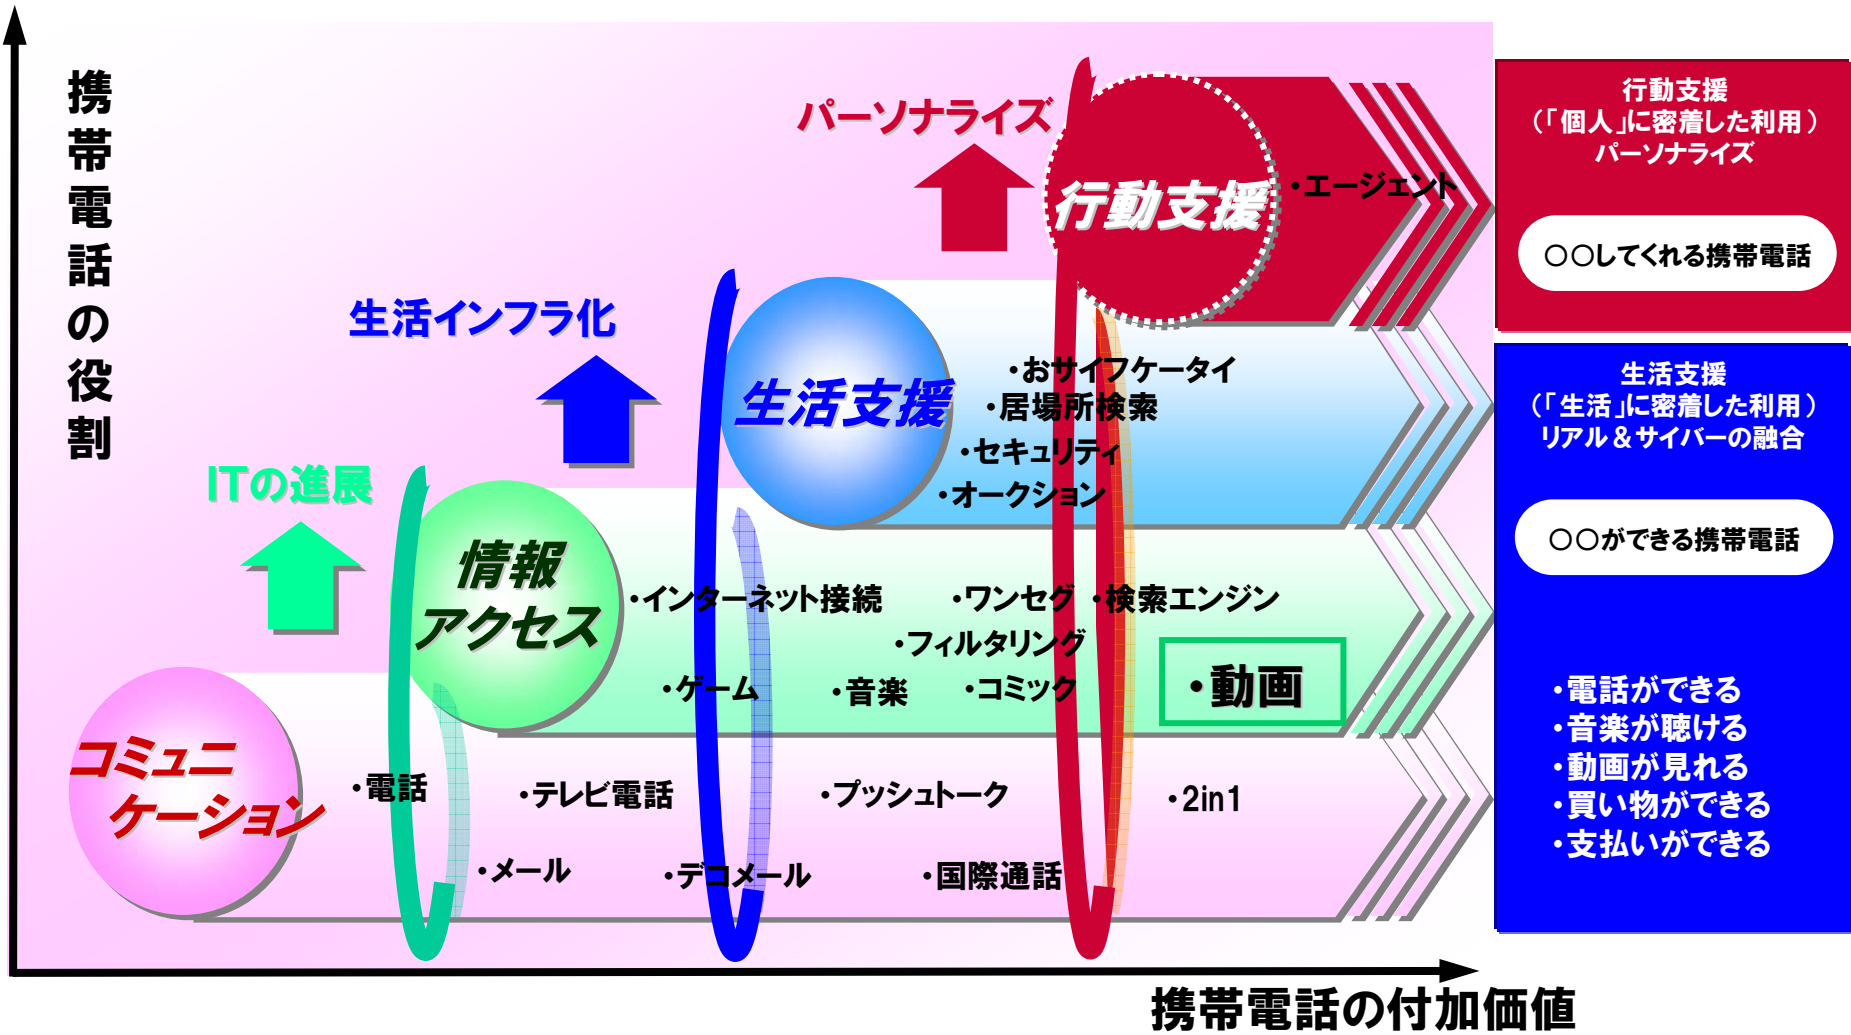 携帯電話の役割
パーソナライズ
行動支援
・エージェント
生活インフラ化
生活支援
・おサイフケータイ
・居場所検索
・セキュリティ
・オークション
ITの進展
情報
アクセス
・インターネット接続
・ワンセグ
・検索エンジン
・フィルタリング
・ゲーム
・音楽
・コミック
・動画
コミュニ
ケーション
・電話
・テレビ電話
・プッシュトーク
・2in1
・メール
・デコメール
・国際通話
携帯電話の付加価値
行動支援
(「個人」に密着した利用)
パーソナライズ
○○してくれる携帯電話
生活支援
(「生活」に密着した利用)
リアル&サイバーの融合
○○ができる携帯電話
・電話ができる
・音楽が聴ける
・動画が見れる
・買い物ができる
・支払いができる